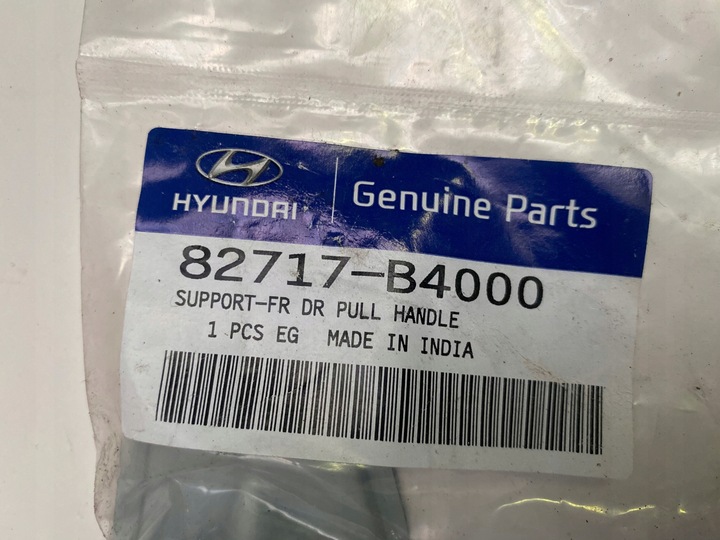 HYUNDAI
Genuine Parts
82717-B4000
SUPPORT-FR DR PULL HANDLE
1 PCS EG MADE IN INDIA